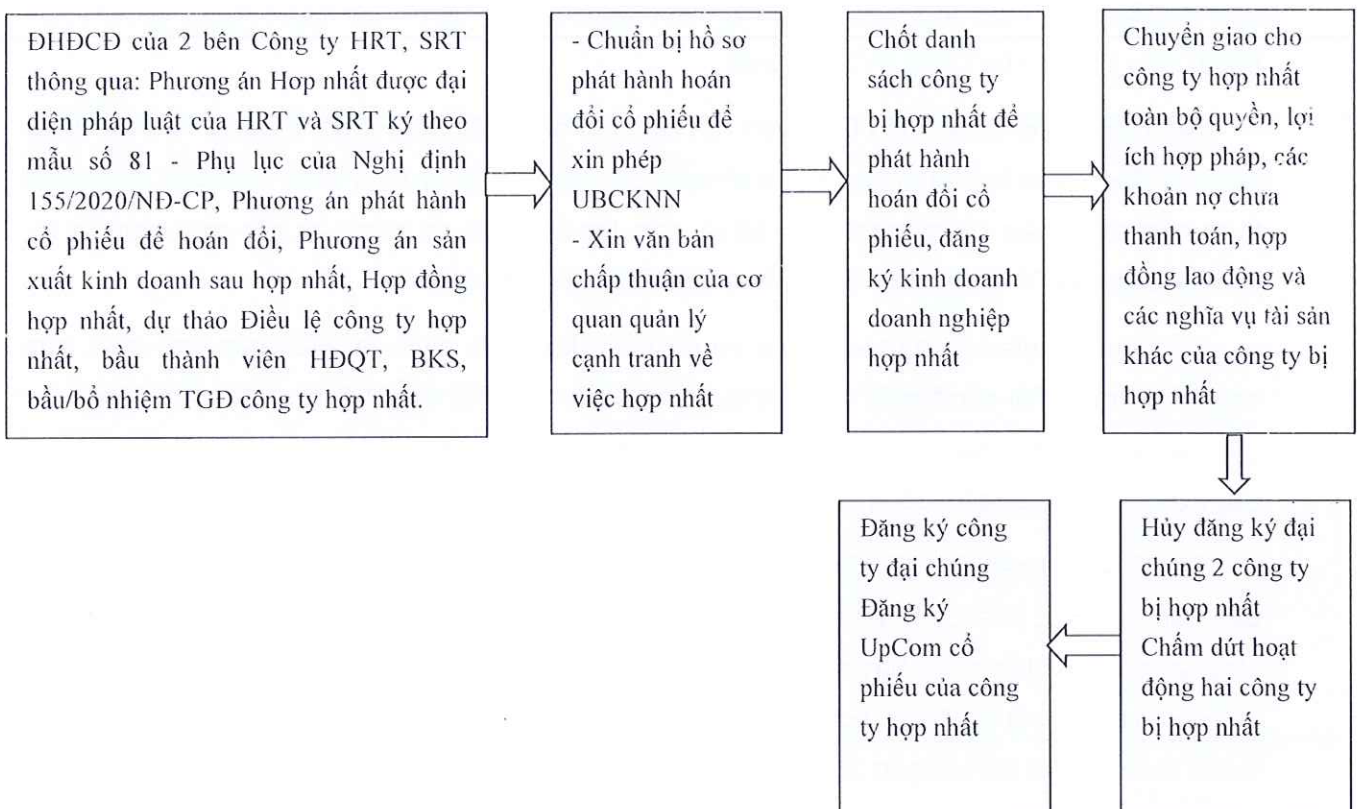 ĐHĐCĐ của 2 bên Công ty HRT, SRT
thông qua: Phương án Hơp nhất được đại
diện pháp luật của HRT và SRT ký theo
mẫu số 81 - Phụ lục của Nghị định
155/2020/NĐ-CP, Phương án phát hành
cổ phiếu để hoán đổi, Phương án sản
xuất kinh doanh sau hợp nhất, Hợp đồng
hợp nhất, dự thảo Điều lệ công ty hợp
nhất, bầu thành viên HĐQT, BKS,
bầu/bổ nhiệm TGĐ công ty hợp nhất.
- Chuẩn bị hồ sơ
phát hành hoán
đổi cổ phiếu để
xin phép
UBCKNN
- Xin văn bản
chấp thuận của cơ
quan quản lý
cạnh tranh về
việc hợp nhất
Chốt danh
sách công ty
bị hợp nhất để
phát hành
hoán đổi cổ
phiếu, đăng
ký kinh doanh
doanh nghiệp
hợp nhất
Chuyển giao cho
công ty hợp nhất
toàn bộ quyền, lợi
ích hợp pháp, các
khoản nợ chưa
thanh toán, hợp
đồng lao động và
các nghĩa vụ tài sản
khác của công ty bị
hợp nhất
Hủy đăng ký đại
chúng 2 công ty
bị hợp nhất
Chấm dứt hoạt
động hai công ty
bị hợp nhất
Đăng ký công
ty đại chúng
Đăng ký
UpCom cổ
phiếu của công
ty hợp nhất